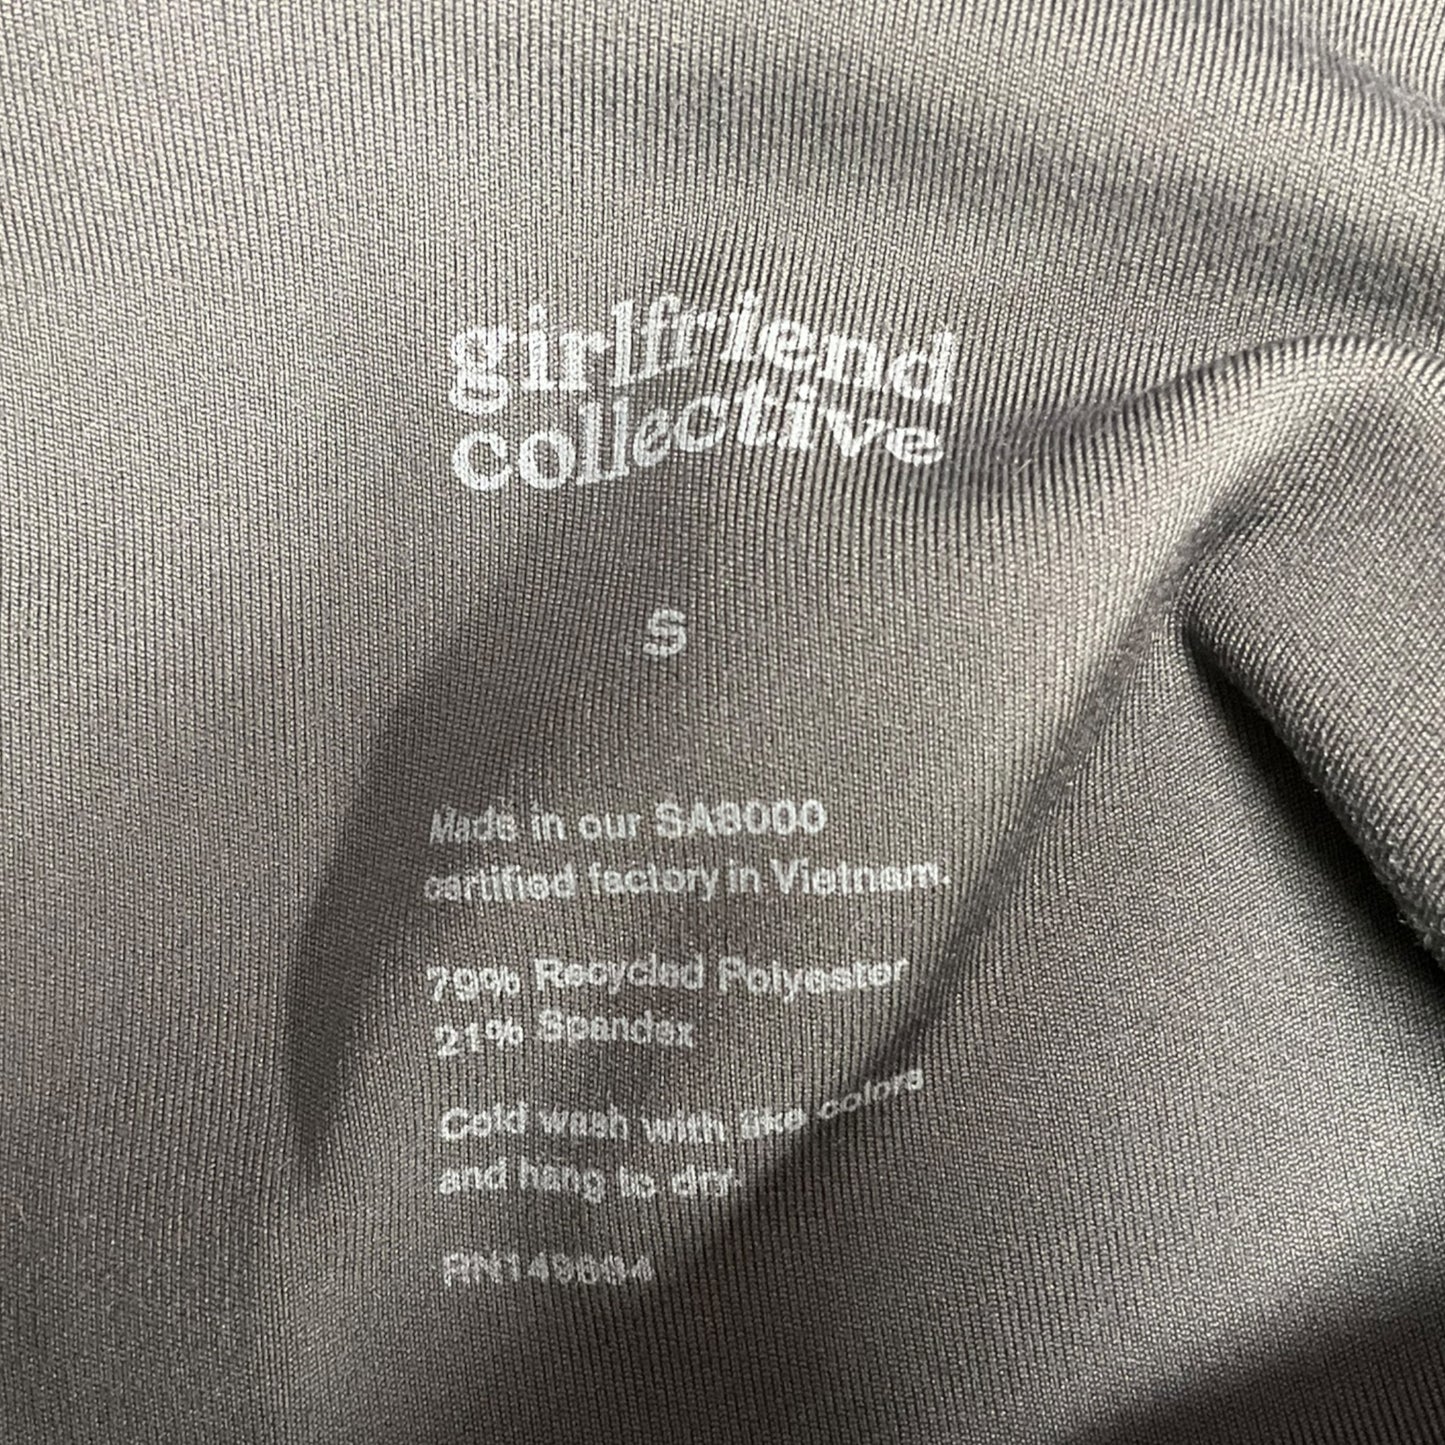 girlfriend
collective
S
Made in our SA8000
certified factory in Vietnam.
79% Recycled Polyester
21% Spandex
Cold wash with like colors
and hang to dry.